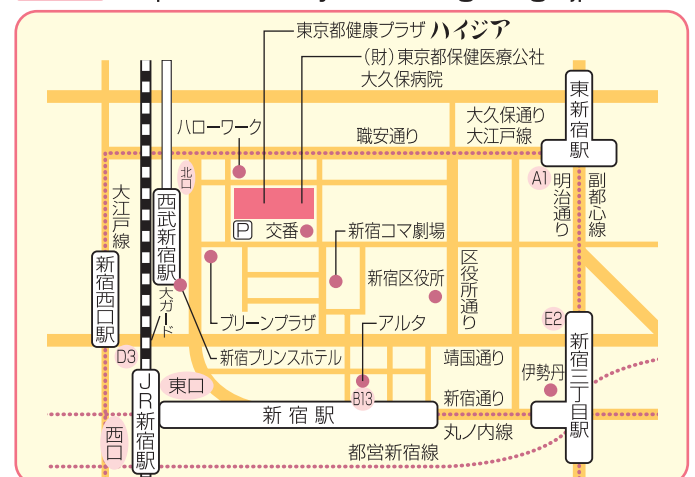 東京都健康プラザ ハイジア
(財)東京都保健医療公社
大久保病院
ハローワーク
職安通り
大久保通り
大江戸線
東新宿駅
A1
明治通り
副都心線
北口
大江戸線
西武新宿駅
P
交番
新宿コマ劇場
新宿区役所
区役所通り
新宿西口駅
大ガード
グリーンプラザ
アルタ
E2
D3
新宿プリンスホテル
靖国通り
伊勢丹
新宿三丁目駅
JR新宿駅
東口
B13
新宿通り
新宿駅
丸ノ内線
西口
都営新宿線